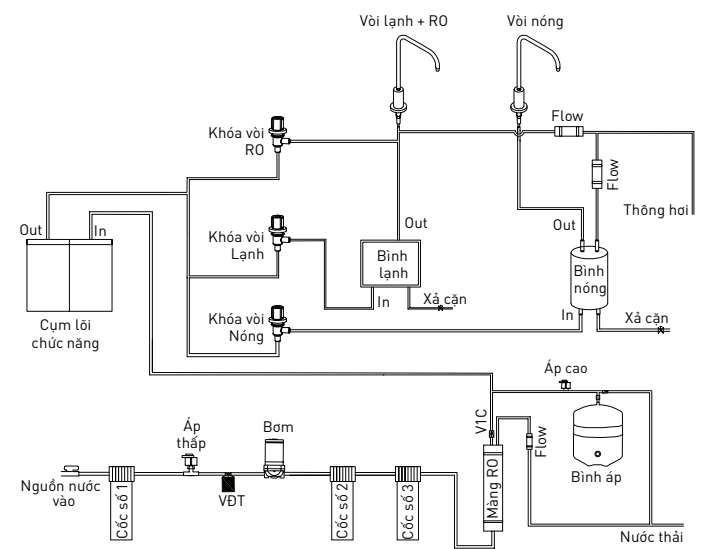 Vòi lạnh + RO
Vòi nóng
Flow
Khóa vòi
RO
Flow
Thông hơi
Out
In
Khóa vòi
Lạnh
Out
Out
Bình
lạnh
Bình
nóng
In
Xả cặn
Cụm lõi
chức năng
Khóa vòi
Nóng
In
Xả cặn
Áp cao
Áp
thấp
Bơm
V1C
Flow
Bình áp
Màng RO
Nguồn nước
vào
Cốc số 1
VĐT
Cốc số 2
Cốc số 3
Nước thải